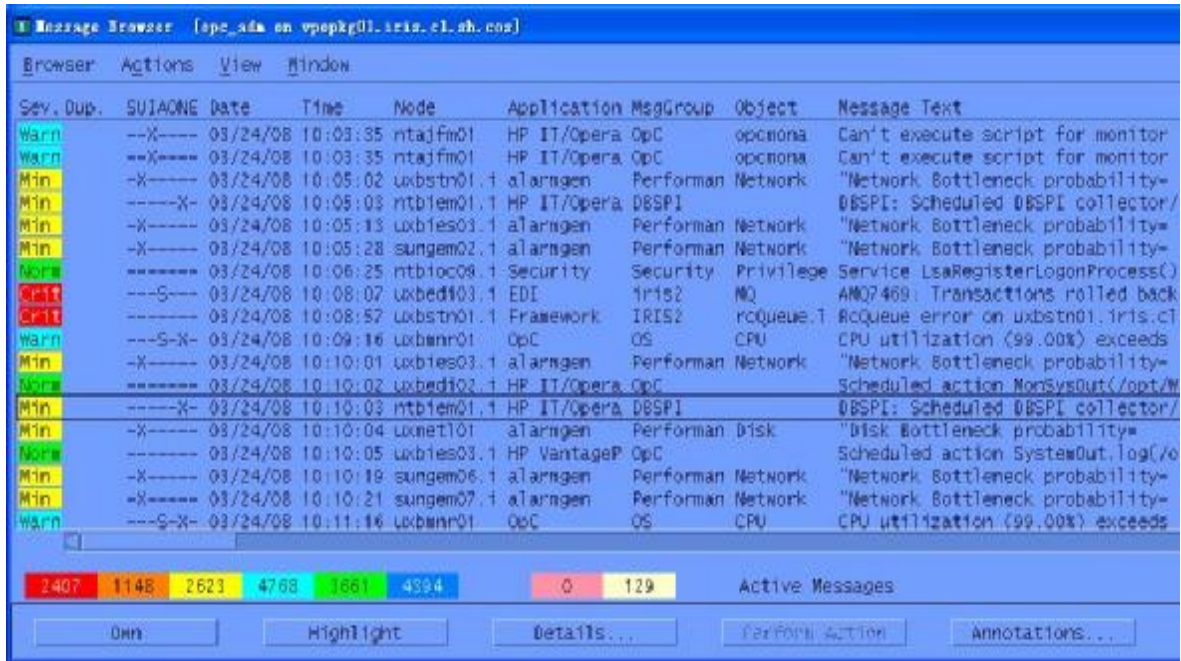 Message Browser [opc_adm on vpopkg01.iris.cl.sh.cos]
Browser Actions View Window
Sev. Dup. SUIAONE Date Time Node Application MsgGroup Object Message Text
Warn --X---- 03/24/08 10:03:35 ntajfm01 HP IT/Opera OpC opcmona Can't execute script for monitor
Warn --X---- 03/24/08 10:03:35 ntajfm01 HP IT/Opera OpC opcmona Can't execute script for monitor
Min -X----- 03/24/08 10:05:02 uxbstn01.i alarmgen Performan Network "Network Bottleneck probability=
Min -----X- 03/24/08 10:05:03 ntbiem01.i HP IT/Opera DBSPI DBSPI: Scheduled DBSPI collector/
Min -X----- 03/24/08 10:05:13 uxbies03.i alarmgen Performan Network "Network Bottleneck probability=
Min -X----- 03/24/08 10:05:28 sungem02.i alarmgen Performan Network "Network Bottleneck probability=
Norm ------- 03/24/08 10:06:25 ntbioc09.i Security Security Privilege Service LsaRegisterLogonProcess()
Crit ---S--- 03/24/08 10:08:07 uxbedi03.i EDI iris2 MQ AMQ7469: Transactions rolled back
Crit ---S--- 03/24/08 10:08:57 uxbstn01.i Framework IRIS2 rcQueue.l RcQueue error on uxbstn01.iris.cl
Warn ---S-X- 03/24/08 10:09:16 uxbmnr01 OpC OS CPU CPU utilization (99.00%) exceeds
Min -X----- 03/24/08 10:10:01 uxbies03.i alarmgen Performan Network "Network Bottleneck probability=
Norm ------- 03/24/08 10:10:02 uxbedi02.i HP IT/Opera OpC Scheduled action MonSysOut(/opt/W
Min -----X- 03/24/08 10:10:03 ntbiem01.i HP IT/Opera DBSPI DBSPI: Scheduled DBSPI collector/
Min -X----- 03/24/08 10:10:04 uxmetl01 alarmgen Performan Disk "Disk Bottleneck probability=
Norm ------- 03/24/08 10:10:05 uxbies03.i HP VantageP OpC Scheduled action SystemOut.log(/o
Min -X----- 03/24/08 10:10:19 sungem06.i alarmgen Performan Network "Network Bottleneck probability=
Min -X----- 03/24/08 10:10:21 sungem07.i alarmgen Performan Network "Network Bottleneck probability=
Warn ---S-X- 03/24/08 10:11:16 uxbmnr01 OpC OS CPU CPU utilization (99.00%) exceeds
2407 1148 2623 4768 3661 4394 0 129 Active Messages
Own Highlight Details... Perform Action Annotations...